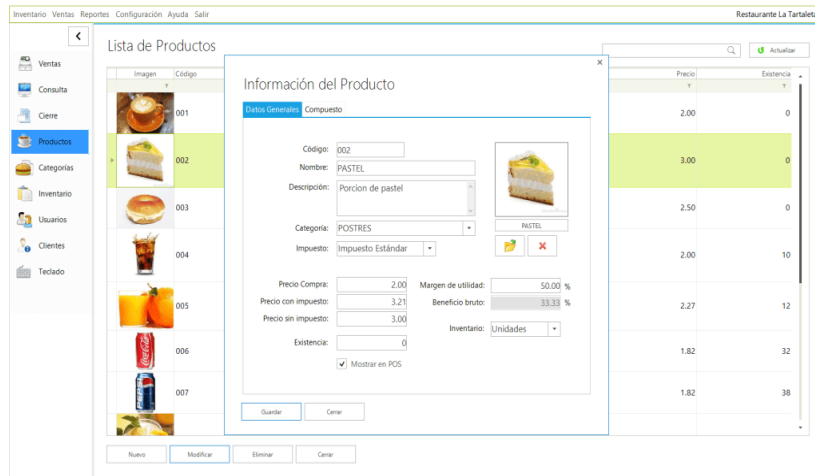 Inventario Ventas Reportes Configuración Ayuda Salir
Restaurante La Tartaleta
Lista de Productos
Actualizar
Ventas
Consulta
Cierre
Productos
Categorías
Inventario
Usuarios
Clientes
Teclado
Imagen Código Precio Existencia
001 2.00 0
002 3.00 0
003 2.50 0
004 2.00 10
005 2.27 12
006 1.82 32
007 1.82 38
Información del Producto
Datos Generales Compuesto
Código: 002
Nombre: PASTEL
Descripción: Porcion de pastel
Categoría: POSTRES
Impuesto: Impuesto Estándar
PASTEL
Precio Compra: 2.00 Margen de utilidad: 50.00 %
Precio con impuesto: 3.21 Beneficio bruto: 33.33 %
Precio sin impuesto: 3.00
Inventario: Unidades
Existencia: 0
Mostrar en POS
Guardar Cerrar
Nuevo Modificar Eliminar Cerrar